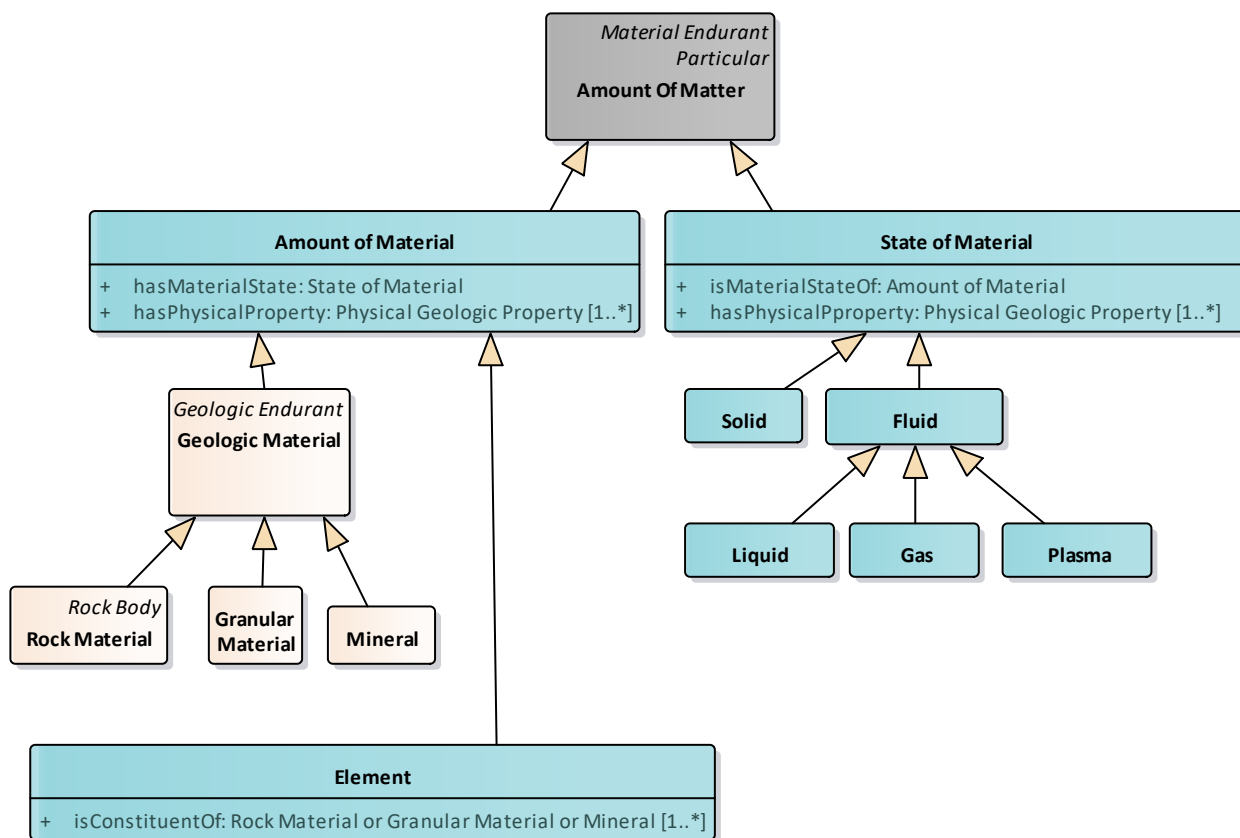 Material Endurant
Particular
Amount Of Matter
Amount of Material
+ hasMaterialState: State of Material
+ hasPhysicalProperty: Physical Geologic Property [1..*]
State of Material
+ isMaterialStateOf: Amount of Material
+ hasPhysicalPproperty: Physical Geologic Property [1..*]
Geologic Endurant
Geologic Material
Solid
Fluid
Liquid
Gas
Plasma
Rock Body
Rock Material
Granular
Material
Mineral
Element
+ isConstituentOf: Rock Material or Granular Material or Mineral [1..*]